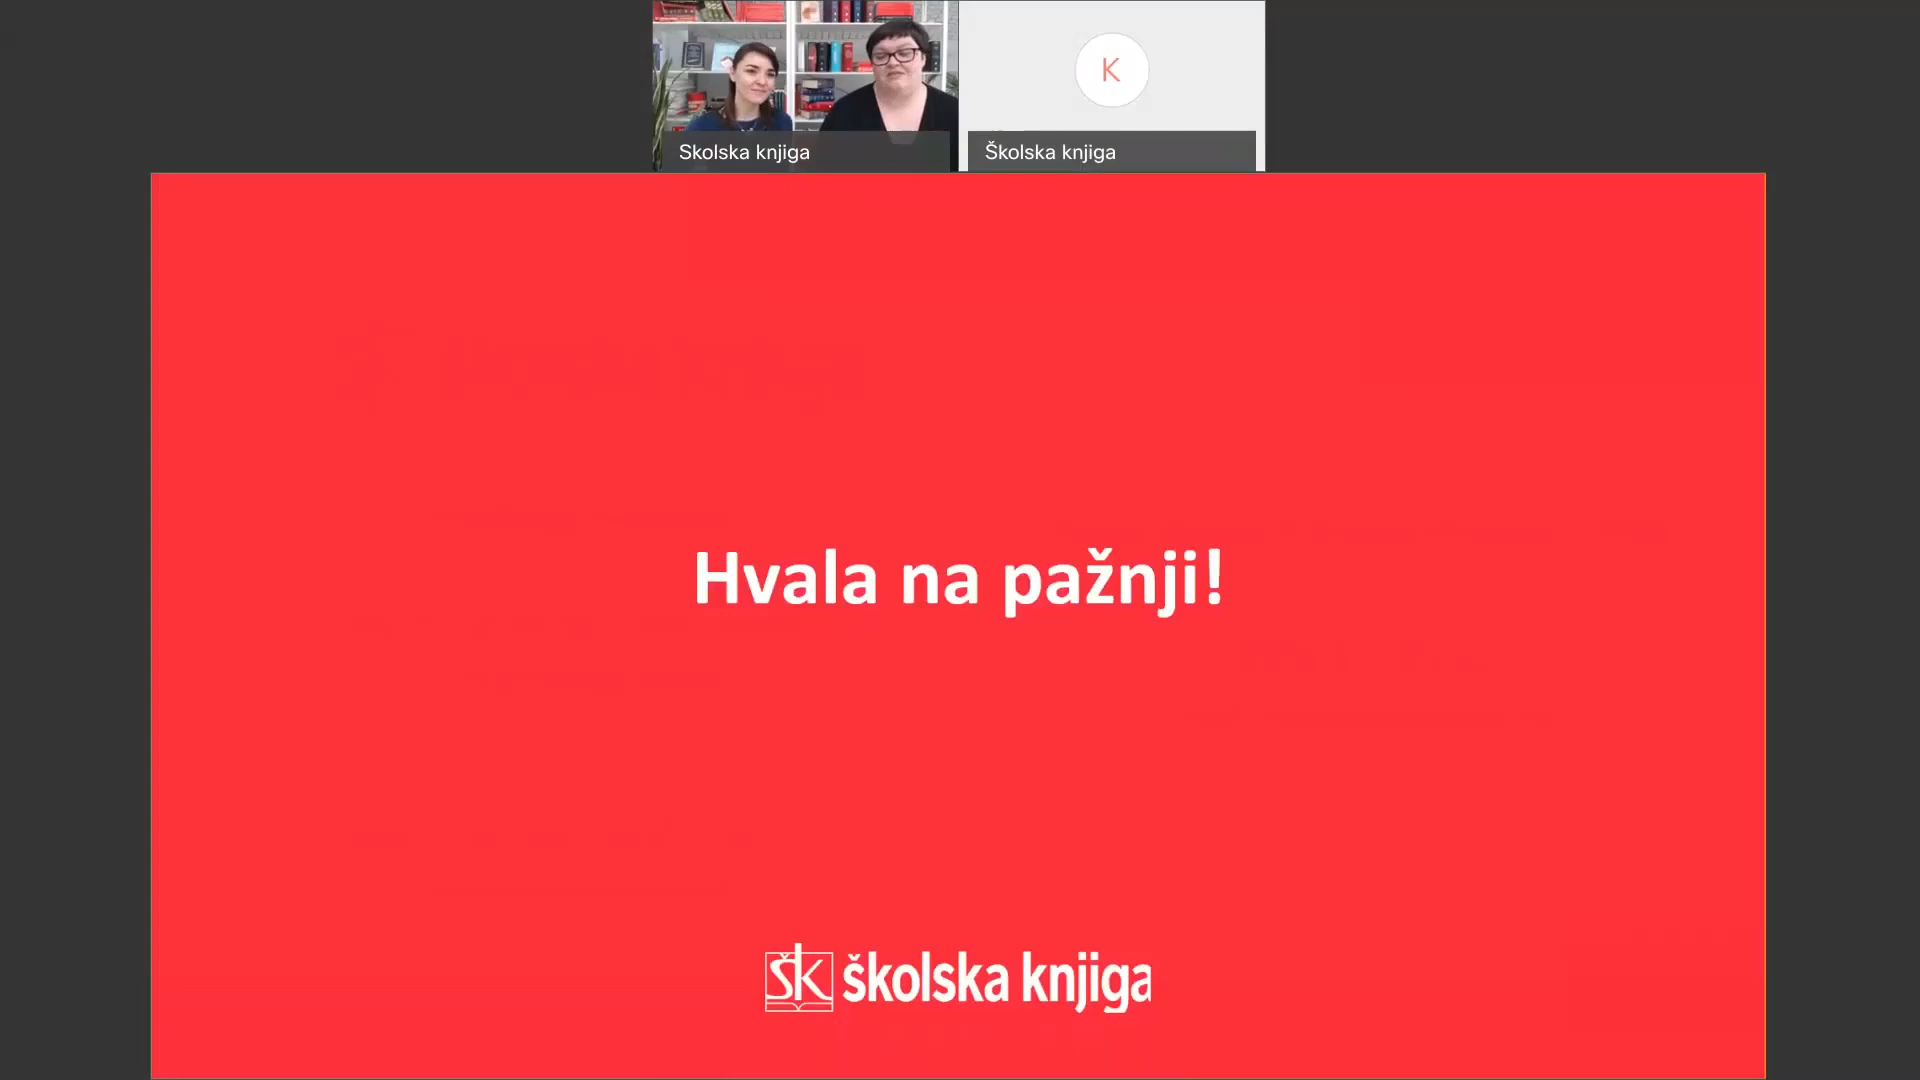 Skolska knjiga
K
Školska knjiga
Hvala na pažnji!
ŠK školska knjiga